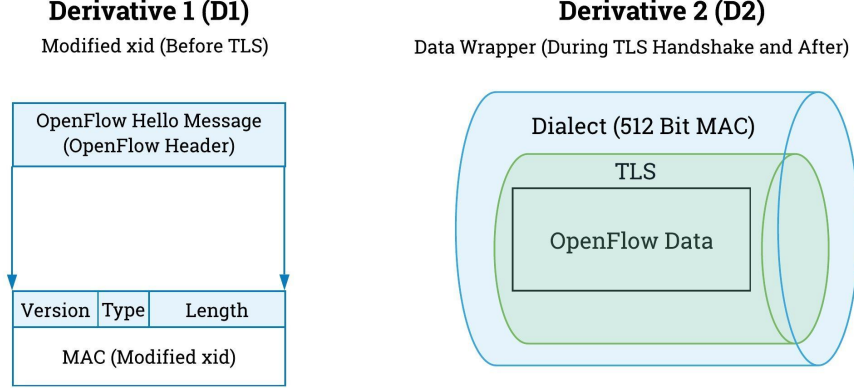 Derivative 1 (D1)
Modified xid (Before TLS)
OpenFlow Hello Message
(OpenFlow Header)
Version Type Length
MAC (Modified xid)
Derivative 2 (D2)
Data Wrapper (During TLS Handshake and After)
Dialect (512 Bit MAC)
TLS
OpenFlow Data